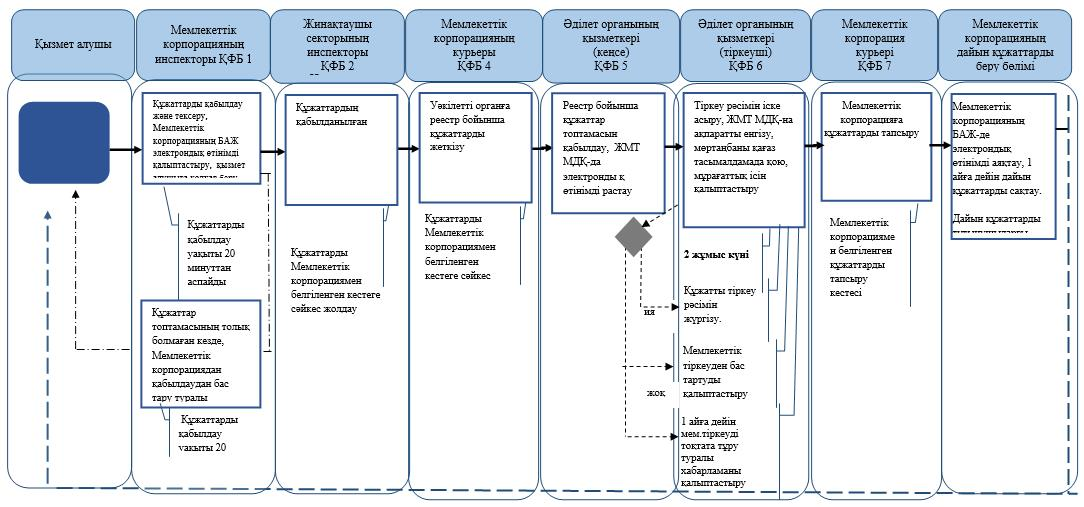 Қызмет алушы
Мемлекеттік
корпорацияның
инспекторы ҚФБ 1
Жинақтаушы
секторының
инспекторы
ҚФБ 2
Мемлекеттік
корпорацияның
курьеры
ҚФБ 4
Әділет органының
қызметкері
(кеңсе)
ҚФБ 5
Әділет органының
қызметкері
(тіркеуші)
ҚФБ 6
Мемлекеттік
корпорация
курьері
ҚФБ 7
Мемлекеттік
корпорацияның
дайын құжаттарды
беру бөлімі
Құжаттарды қабылдау
және тексеру,
Мемлекеттік
корпорацияның БАЖ
электрондық өтінімді
қалыптастыру, қызмет
Құжаттарды
қабылдау
уақыты 20
минуттан
аспайды
Құжаттар
топтамасының толық
болмаған кезде,
Мемлекеттік
корпорациядан
қабылдаудан бас
тару туралы
Құжаттарды
қабылдау
уақыты 20
Құжаттардын
қабылданылған
Құжаттарды
Мемлекеттік
корпорациямен
белгіленген кестеге
сәйкес жолдау
Уәкілетті органға
реестр бойынша
құжаттарды
жеткізу
Құжаттарды
Мемлекеттік
корпорациямен
белгіленген
кестеге сәйкес
Реестр бойынша
құжаттар
топтамасын
қабылдау, ЖМТ
МДҚ-да
электронды қ
өтінімді растау
ия
жоқ
Тіркеу рәсімін іске
асыру, ЖМТ МДҚ-на
ақпаратты енгізу,
мөртаңбаны қағаз
тасымалдамада қою,
мұрағаттық ісін
қалыптастыру
2 жұмыс күні
Құжатты тіркеу
рәсімін
жүргізу.
Мемлекеттік
тіркеуден бас
тартуды
қалыптастыру
1 айға дейін
мем.тіркеуді
тоқтата тұру
туралы
хабарламаны
қалыптастыру
Мемлекеттік
корпорацияға
құжаттарды тапсыру
Мемлекеттік
корпорацияме
н белгіленген
құжаттарды
тапсыру
кестесі
Мемлекеттік
корпорацияның
БАЖ-де
электрондық
өтінімді аяқтау, 1
айға дейін дайын
құжаттарды сақтау.
Дайын құжаттарды